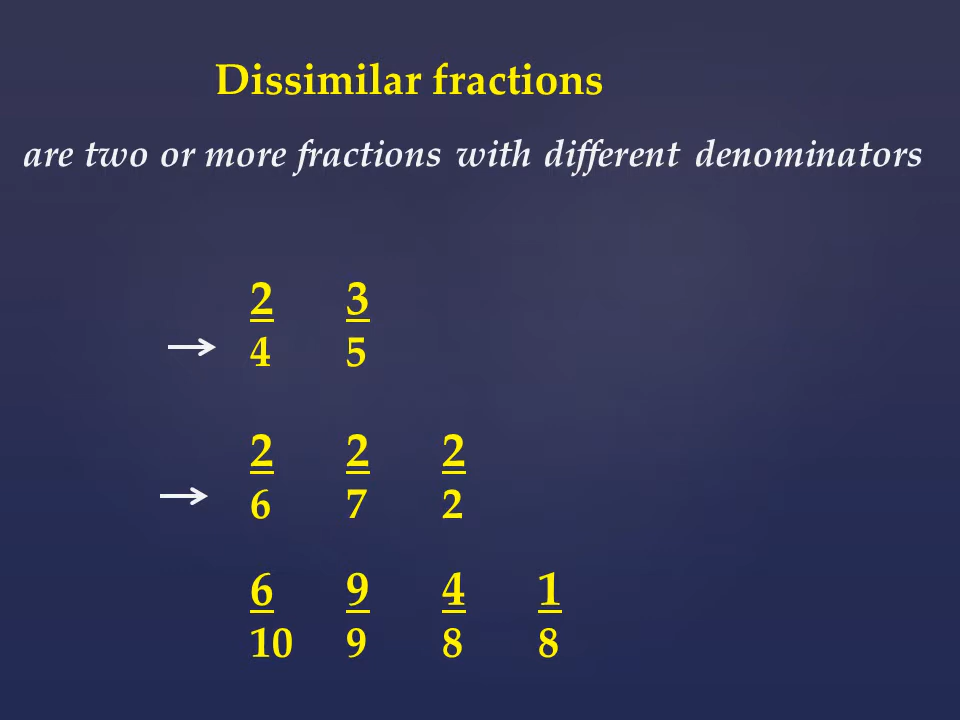 Dissimilar fractions
are two or more fractions with different denominators
2 3
4 5
2 2 2
6 7 2
6 9 4 1
10 9 8 8